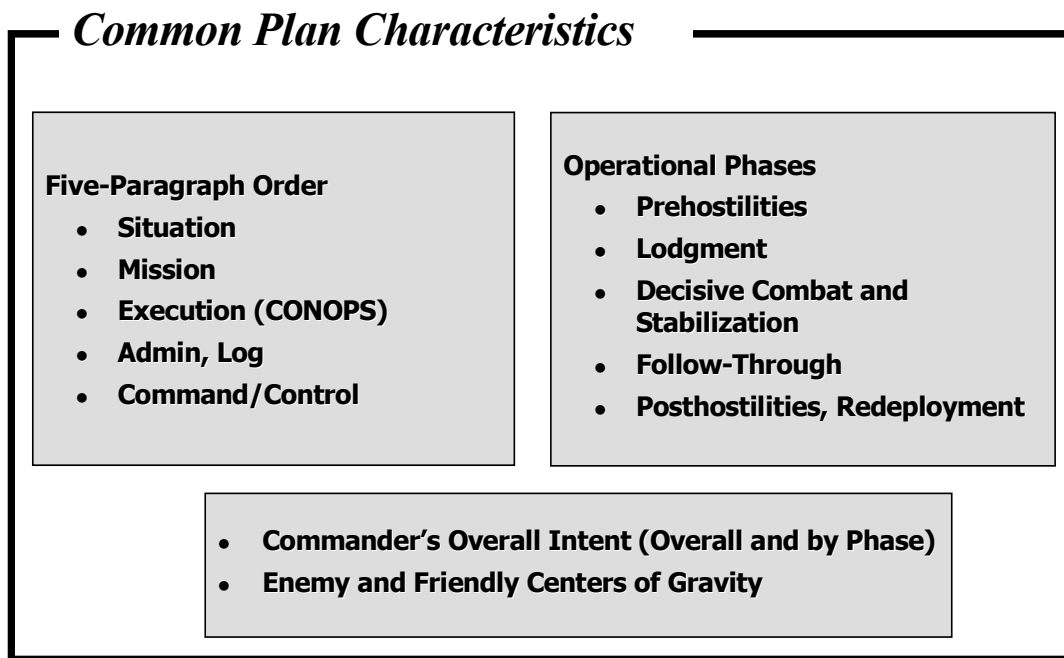 Common Plan Characteristics
Five-Paragraph Order
● Situation
● Mission
● Execution (CONOPS)
● Admin, Log
● Command/Control
Operational Phases
● Prehostilities
● Lodgment
● Decisive Combat and
Stabilization
● Follow-Through
● Posthostilities, Redeployment
● Commander’s Overall Intent (Overall and by Phase)
● Enemy and Friendly Centers of Gravity